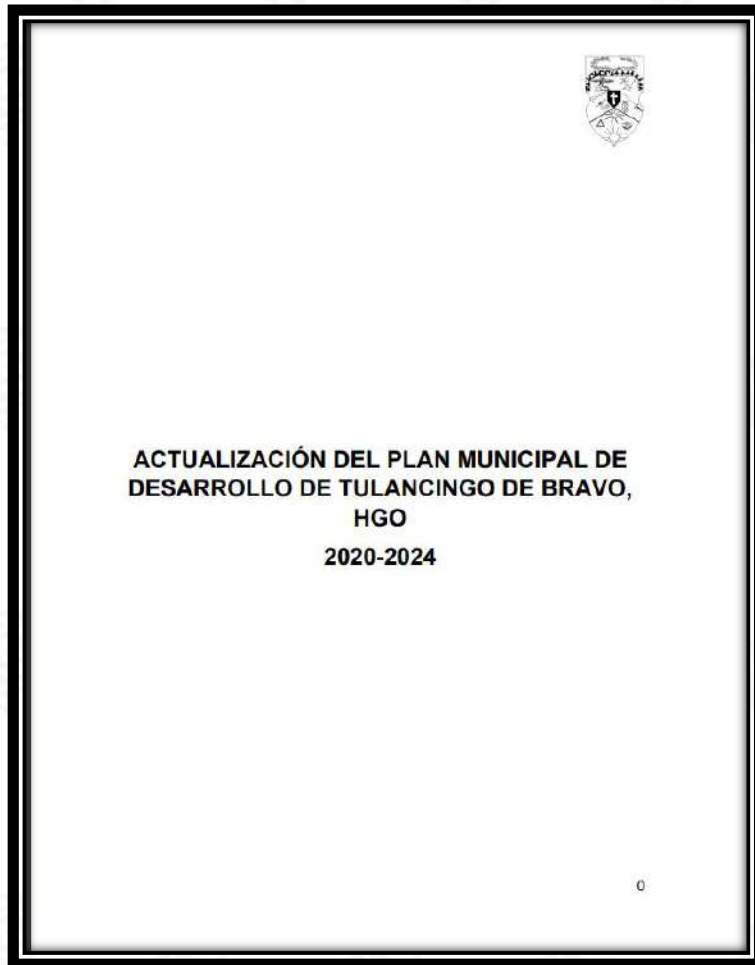 ACTUALIZACIÓN DEL PLAN MUNICIPAL DE
DESARROLLO DE TULANCINGO DE BRAVO,
HGO
2020-2024
0